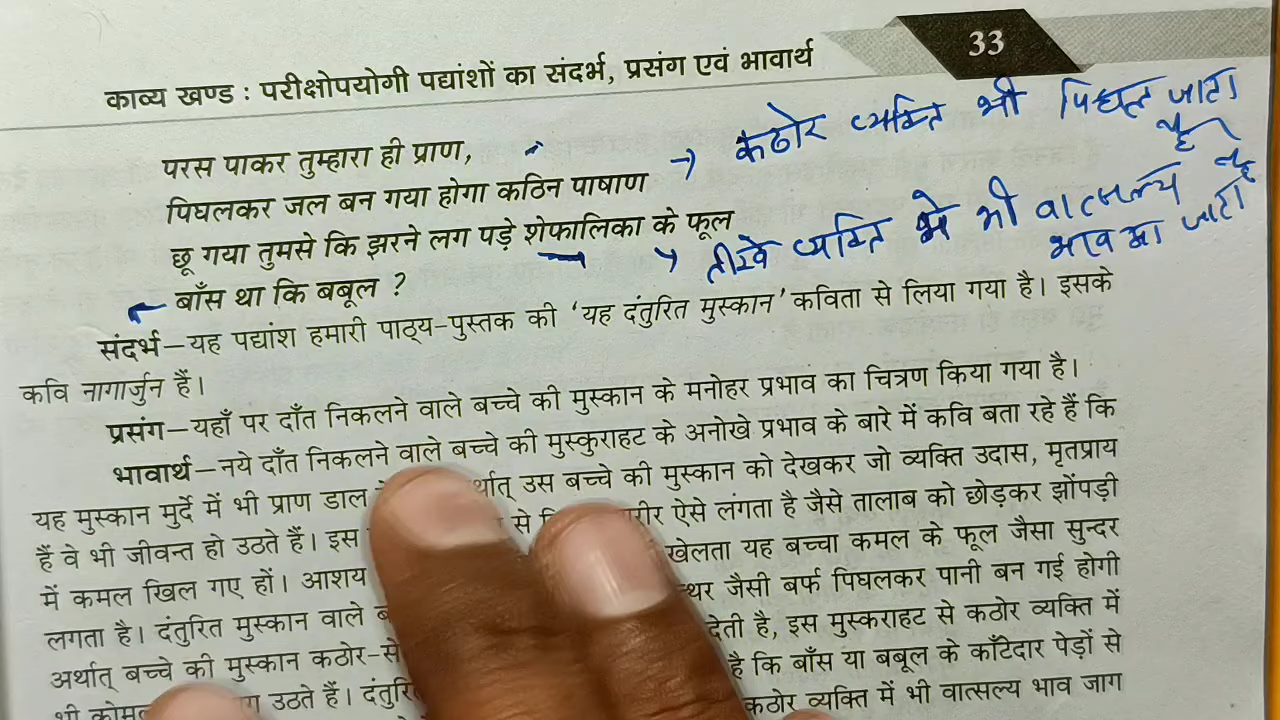 33
काव्य खण्ड : परीक्षोपयोगी पद्यांशों का संदर्भ, प्रसंग एवं भावार्थ
परस पाकर तुम्हारा ही प्राण,
पिघलकर जल बन गया होगा कठिन पाषाण → कठोर व्यक्ति भी पिघल जाता है
छू गया तुमसे कि झरने लग पड़े शेफालिका के फूल
बाँस था कि बबूल ? → तीखे व्यक्ति में भी वात्सल्य भाव आ जाता है
संदर्भ–यह पद्यांश हमारी पाठ्य-पुस्तक की 'यह दंतुरित मुस्कान' कविता से लिया गया है। इसके
कवि नागार्जुन हैं।
प्रसंग–यहाँ पर दाँत निकलने वाले बच्चे की मुस्कान के मनोहर प्रभाव का चित्रण किया गया है।
भावार्थ–नये दाँत निकलने वाले बच्चे की मुस्कुराहट के अनोखे प्रभाव के बारे में कवि बता रहे हैं कि
यह मुस्कान मुर्दे में भी प्राण डाल उस बच्चे की मुस्कान को देखकर जो व्यक्ति उदास, मृतप्राय
हैं वे भी जीवन्त हो उठते हैं। इस से ऐसे लगता है जैसे तालाब को छोड़कर झोंपड़ी
में कमल खिल गए हों। आशय खेलता यह बच्चा कमल के फूल जैसा सुन्दर
लगता है। दंतुरित मुस्कान वाले जैसी बर्फ पिघलकर पानी बन गई होगी
अर्थात् बच्चे की मुस्कान कठोर-से देती है, इस मुस्कराहट से कठोर व्यक्ति में
भी उठते हैं। है कि बाँस या बबूल के काँटेदार पेड़ों से
कठोर व्यक्ति में भी वात्सल्य भाव जाग